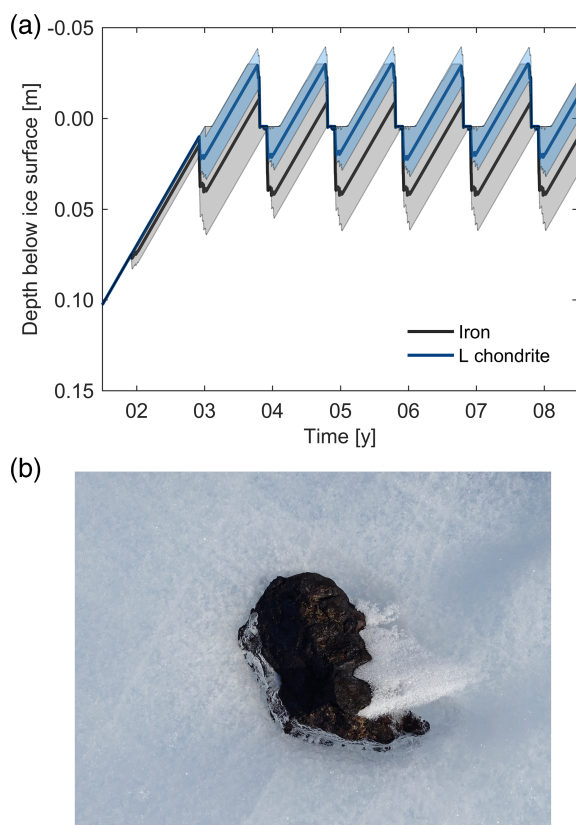 (a)
-0.05
0.00
0.05
0.10
0.15
Depth below ice surface [m]
Iron
L chondrite
02 03 04 05 06 07 08
Time [y]
(b)